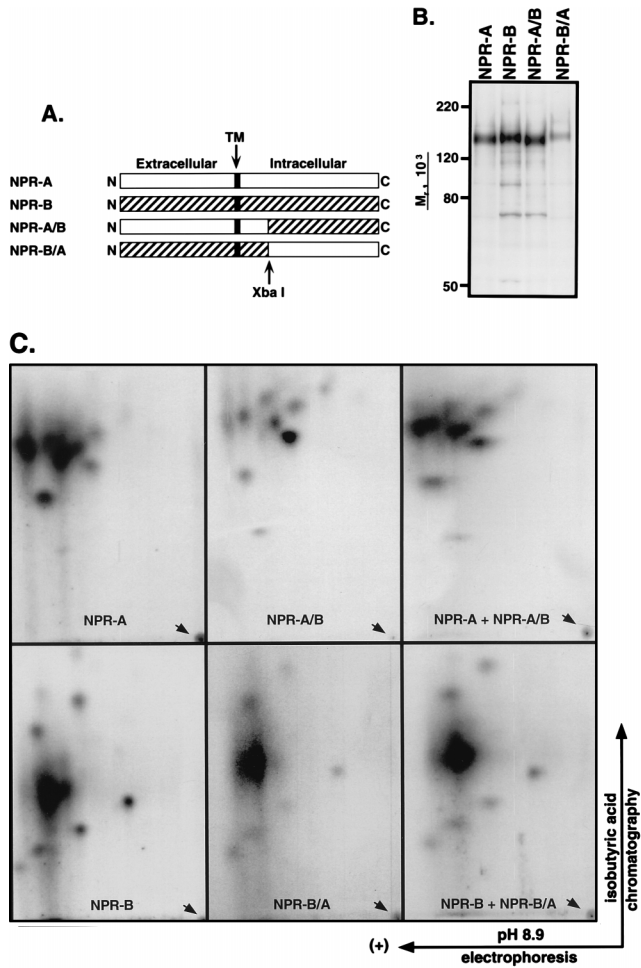 A.
TM
Extracellular Intracellular
NPR-A N C
NPR-B N C
NPR-A/B N C
NPR-B/A N C
Xba I
B.
NPR-A NPR-B NPR-A/B NPR-B/A
Mr, 10³
220
120
80
50
C.
NPR-A NPR-A/B NPR-A + NPR-A/B
NPR-B NPR-B/A NPR-B + NPR-B/A
isobutyric acid
chromatography
(+) pH 8.9
electrophoresis